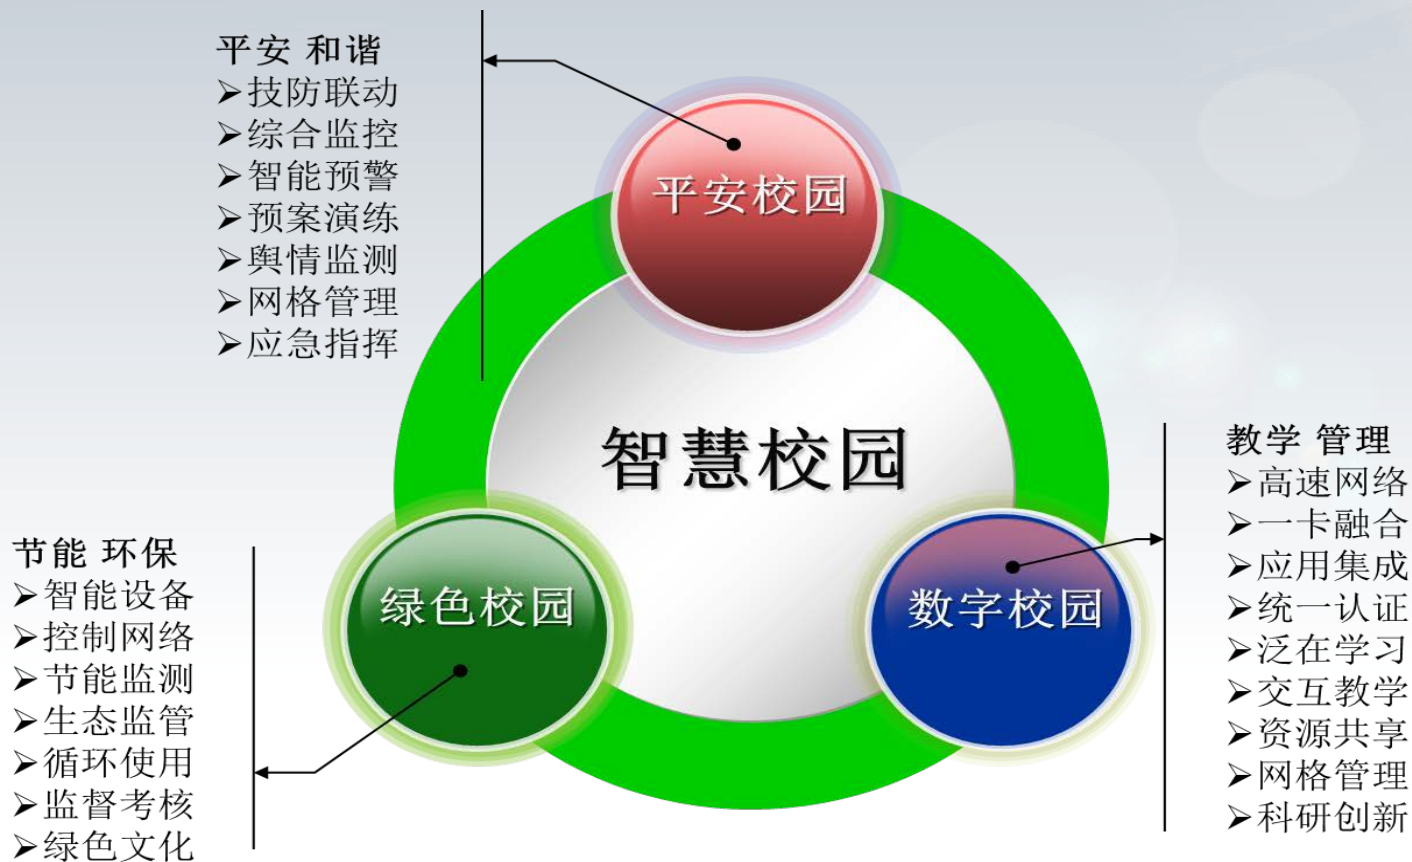 平安 和谐
➢技防联动
➢综合监控
➢智能预警
➢预案演练
➢舆情监测
➢网格管理
➢应急指挥
平安校园
智慧校园
教学 管理
➢高速网络
➢一卡融合
➢应用集成
➢统一认证
➢泛在学习
➢交互教学
➢资源共享
➢网格管理
➢科研创新
数字校园
绿色校园
节能 环保
➢智能设备
➢控制网络
➢节能监测
➢生态监管
➢循环使用
➢监督考核
➢绿色文化